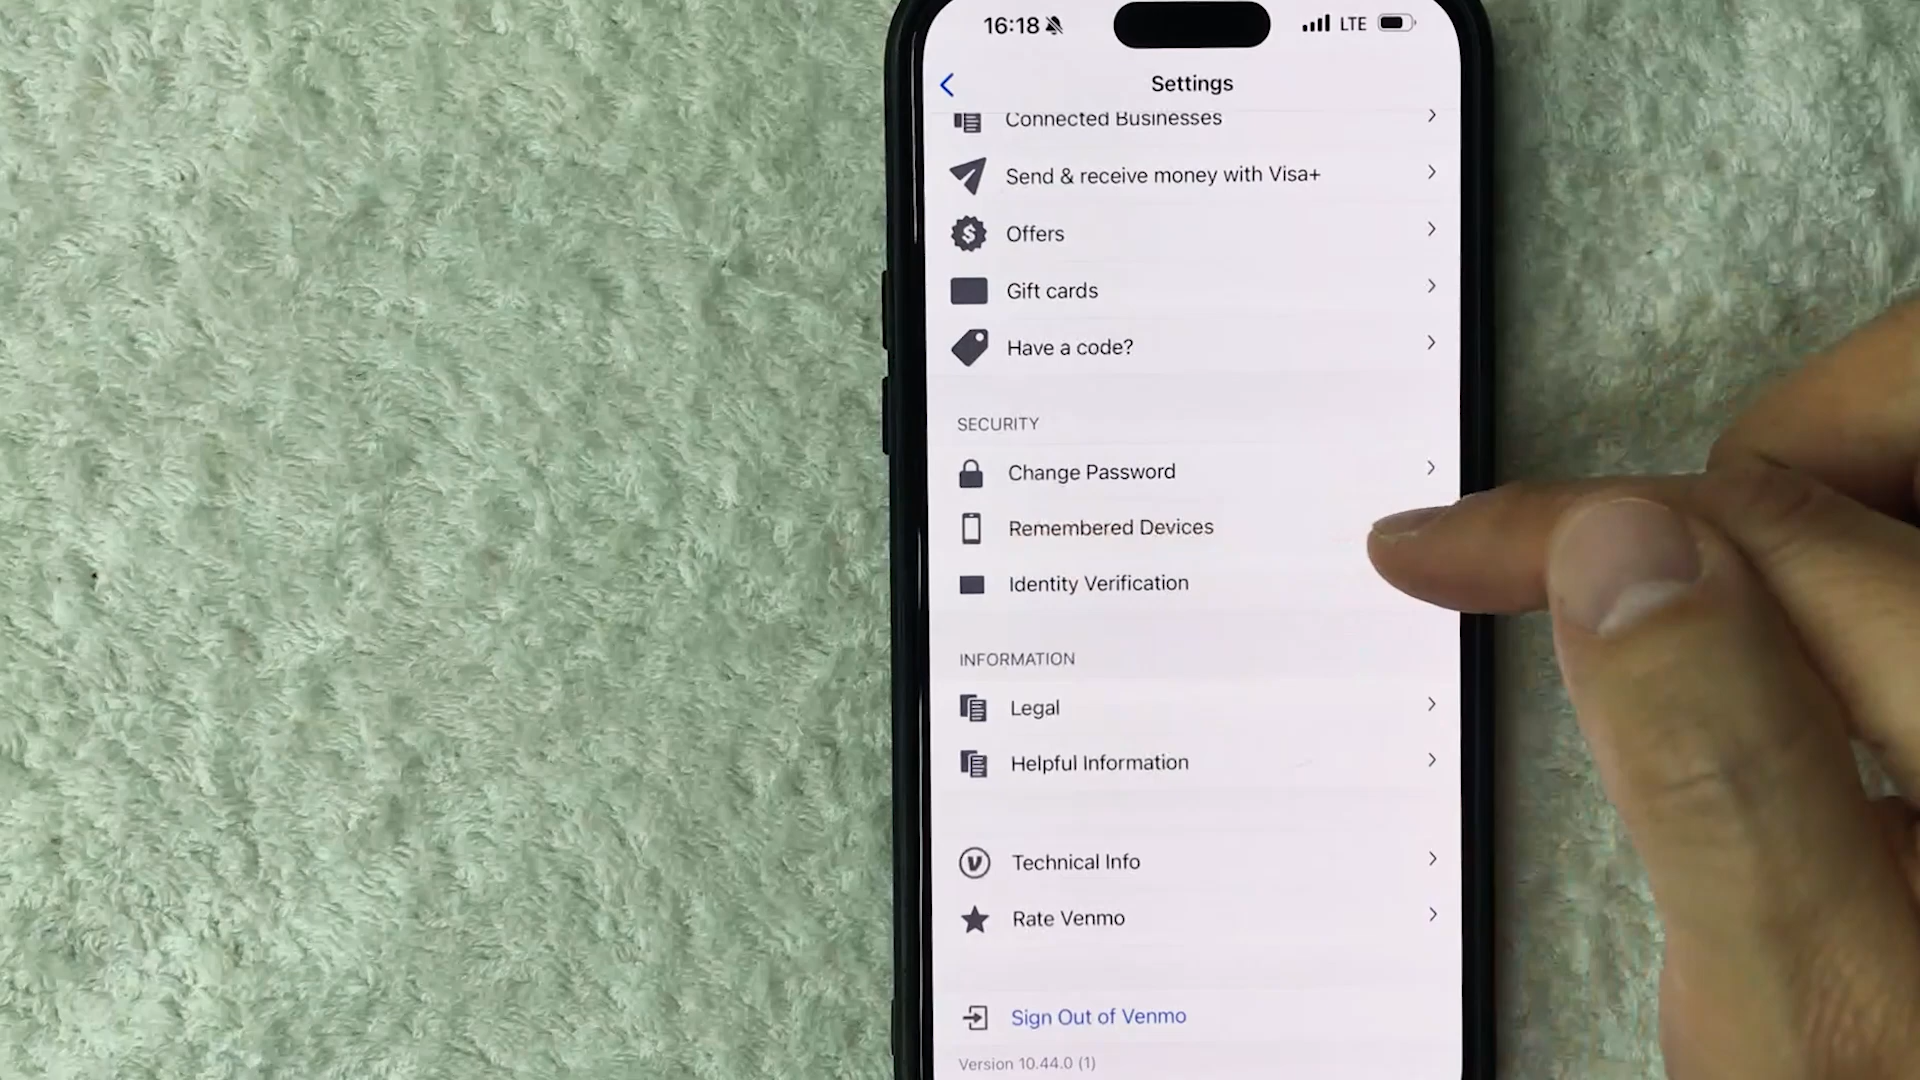 16:18
LTE
Settings
Connected Businesses
Send & receive money with Visa+
Offers
Gift cards
Have a code?
SECURITY
Change Password
Remembered Devices
Identity Verification
INFORMATION
Legal
Helpful Information
Technical Info
Rate Venmo
Sign Out of Venmo
Version 10.44.0 (1)